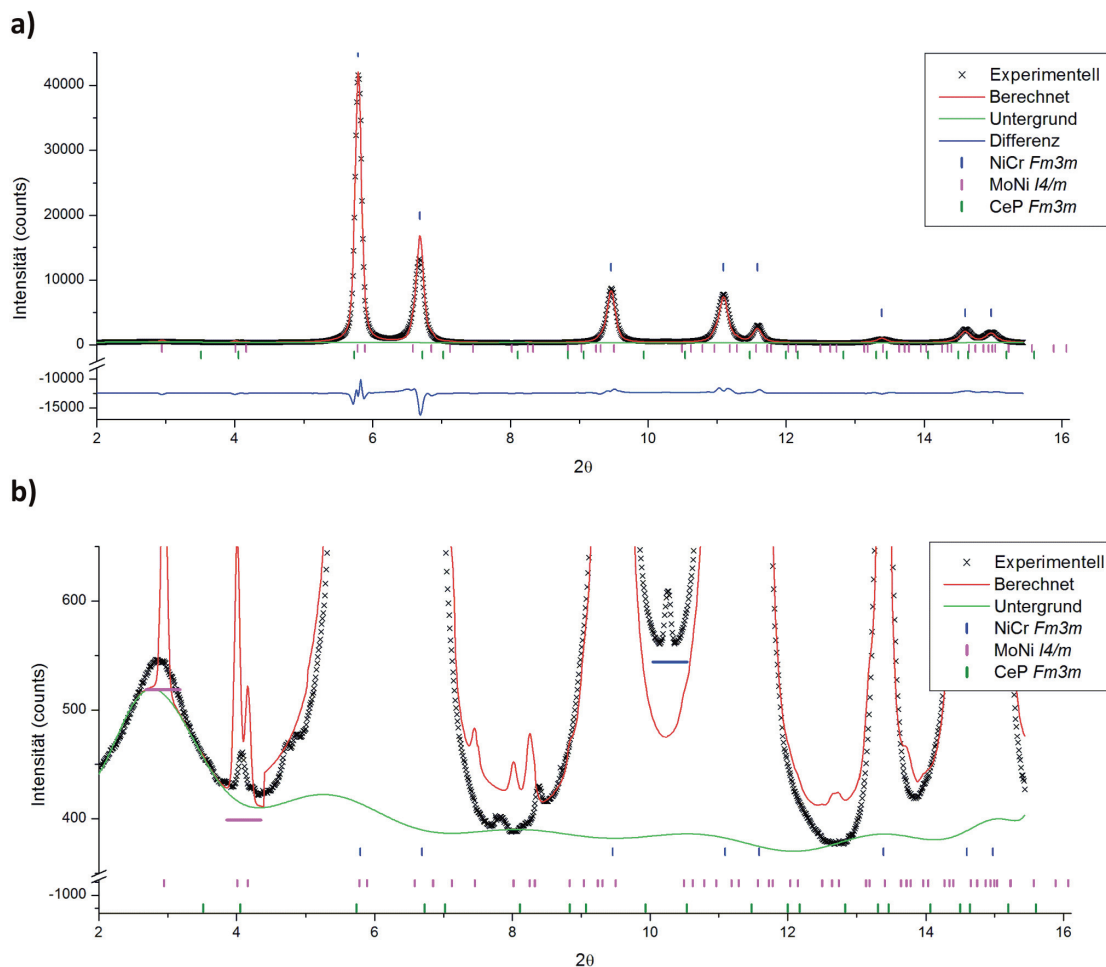 a)
Intensität (counts)
40000
30000
20000
10000
0
-10000
-15000
2 4 6 8 10 12 14 16
2θ
Experimentell
Berechnet
Untergrund
Differenz
NiCr Fm3m
MoNi I4/m
CeP Fm3m
b)
Intensität (counts)
600
500
400
-1000
2 4 6 8 10 12 14 16
2θ
Experimentell
Berechnet
Untergrund
NiCr Fm3m
MoNi I4/m
CeP Fm3m